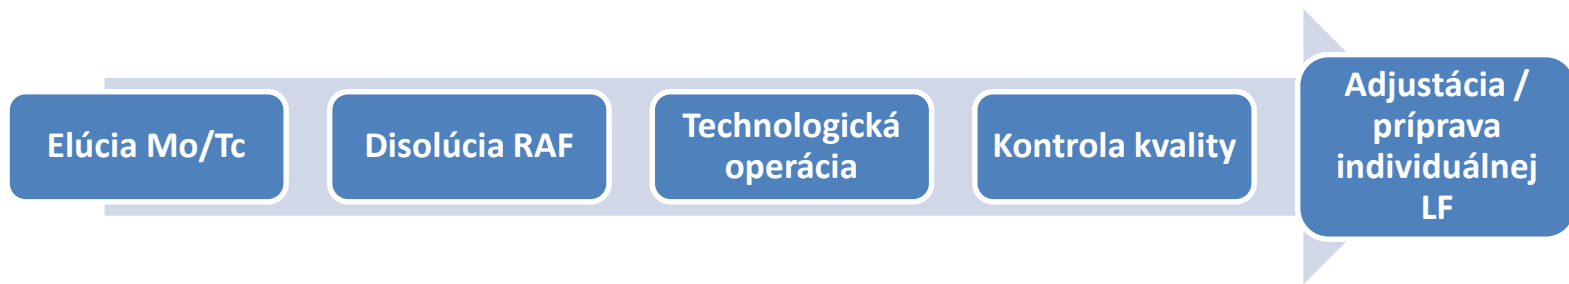 Elúcia Mo/Tc
Disolúcia RAF
Technologická
operácia
Kontrola kvality
Adjustácia /
príprava
individuálnej
LF